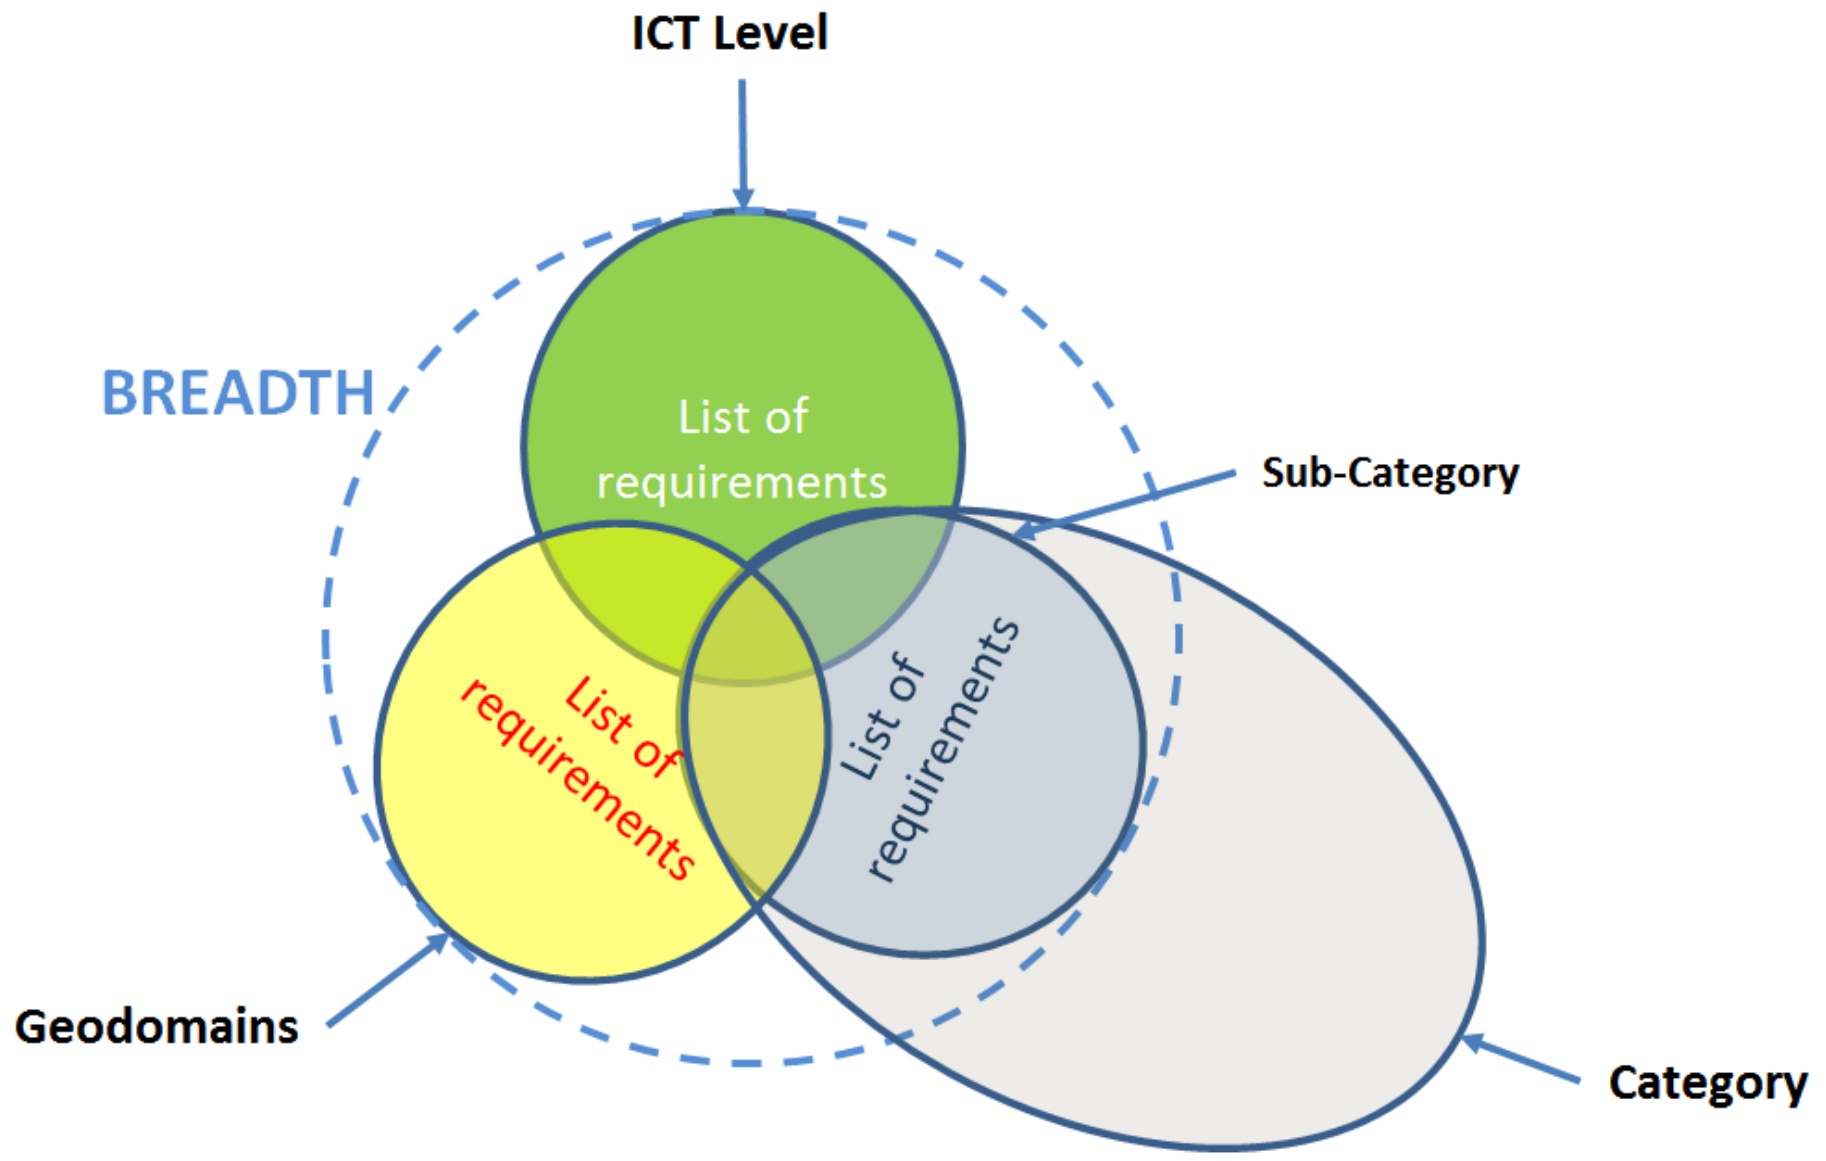 ICT Level
BREADTH
List of
requirements
Sub-Category
List of
requirements
List of
requirements
Geodomains
Category